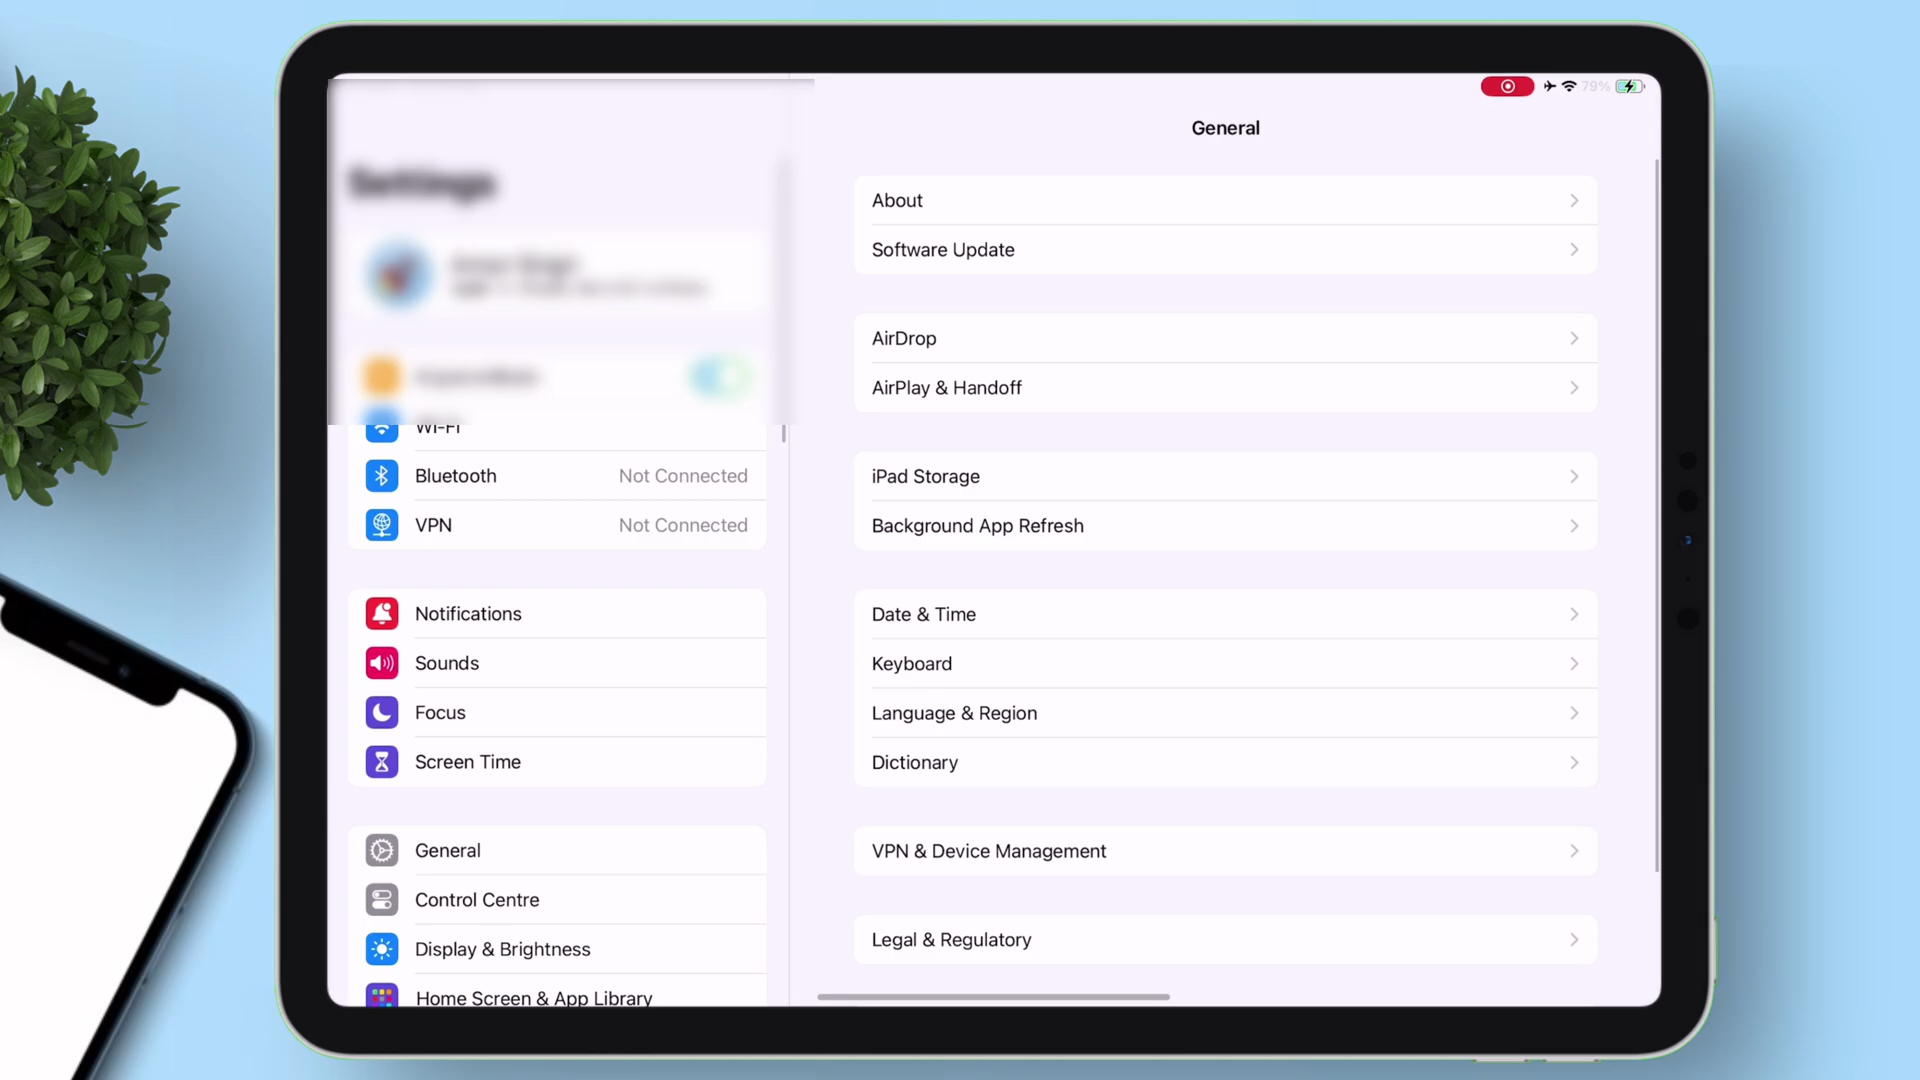 Settings
Wi-Fi
Bluetooth Not Connected
VPN Not Connected
Notifications
Sounds
Focus
Screen Time
General
Control Centre
Display & Brightness
Home Screen & App Library
79%
General
About
Software Update
AirDrop
AirPlay & Handoff
iPad Storage
Background App Refresh
Date & Time
Keyboard
Language & Region
Dictionary
VPN & Device Management
Legal & Regulatory